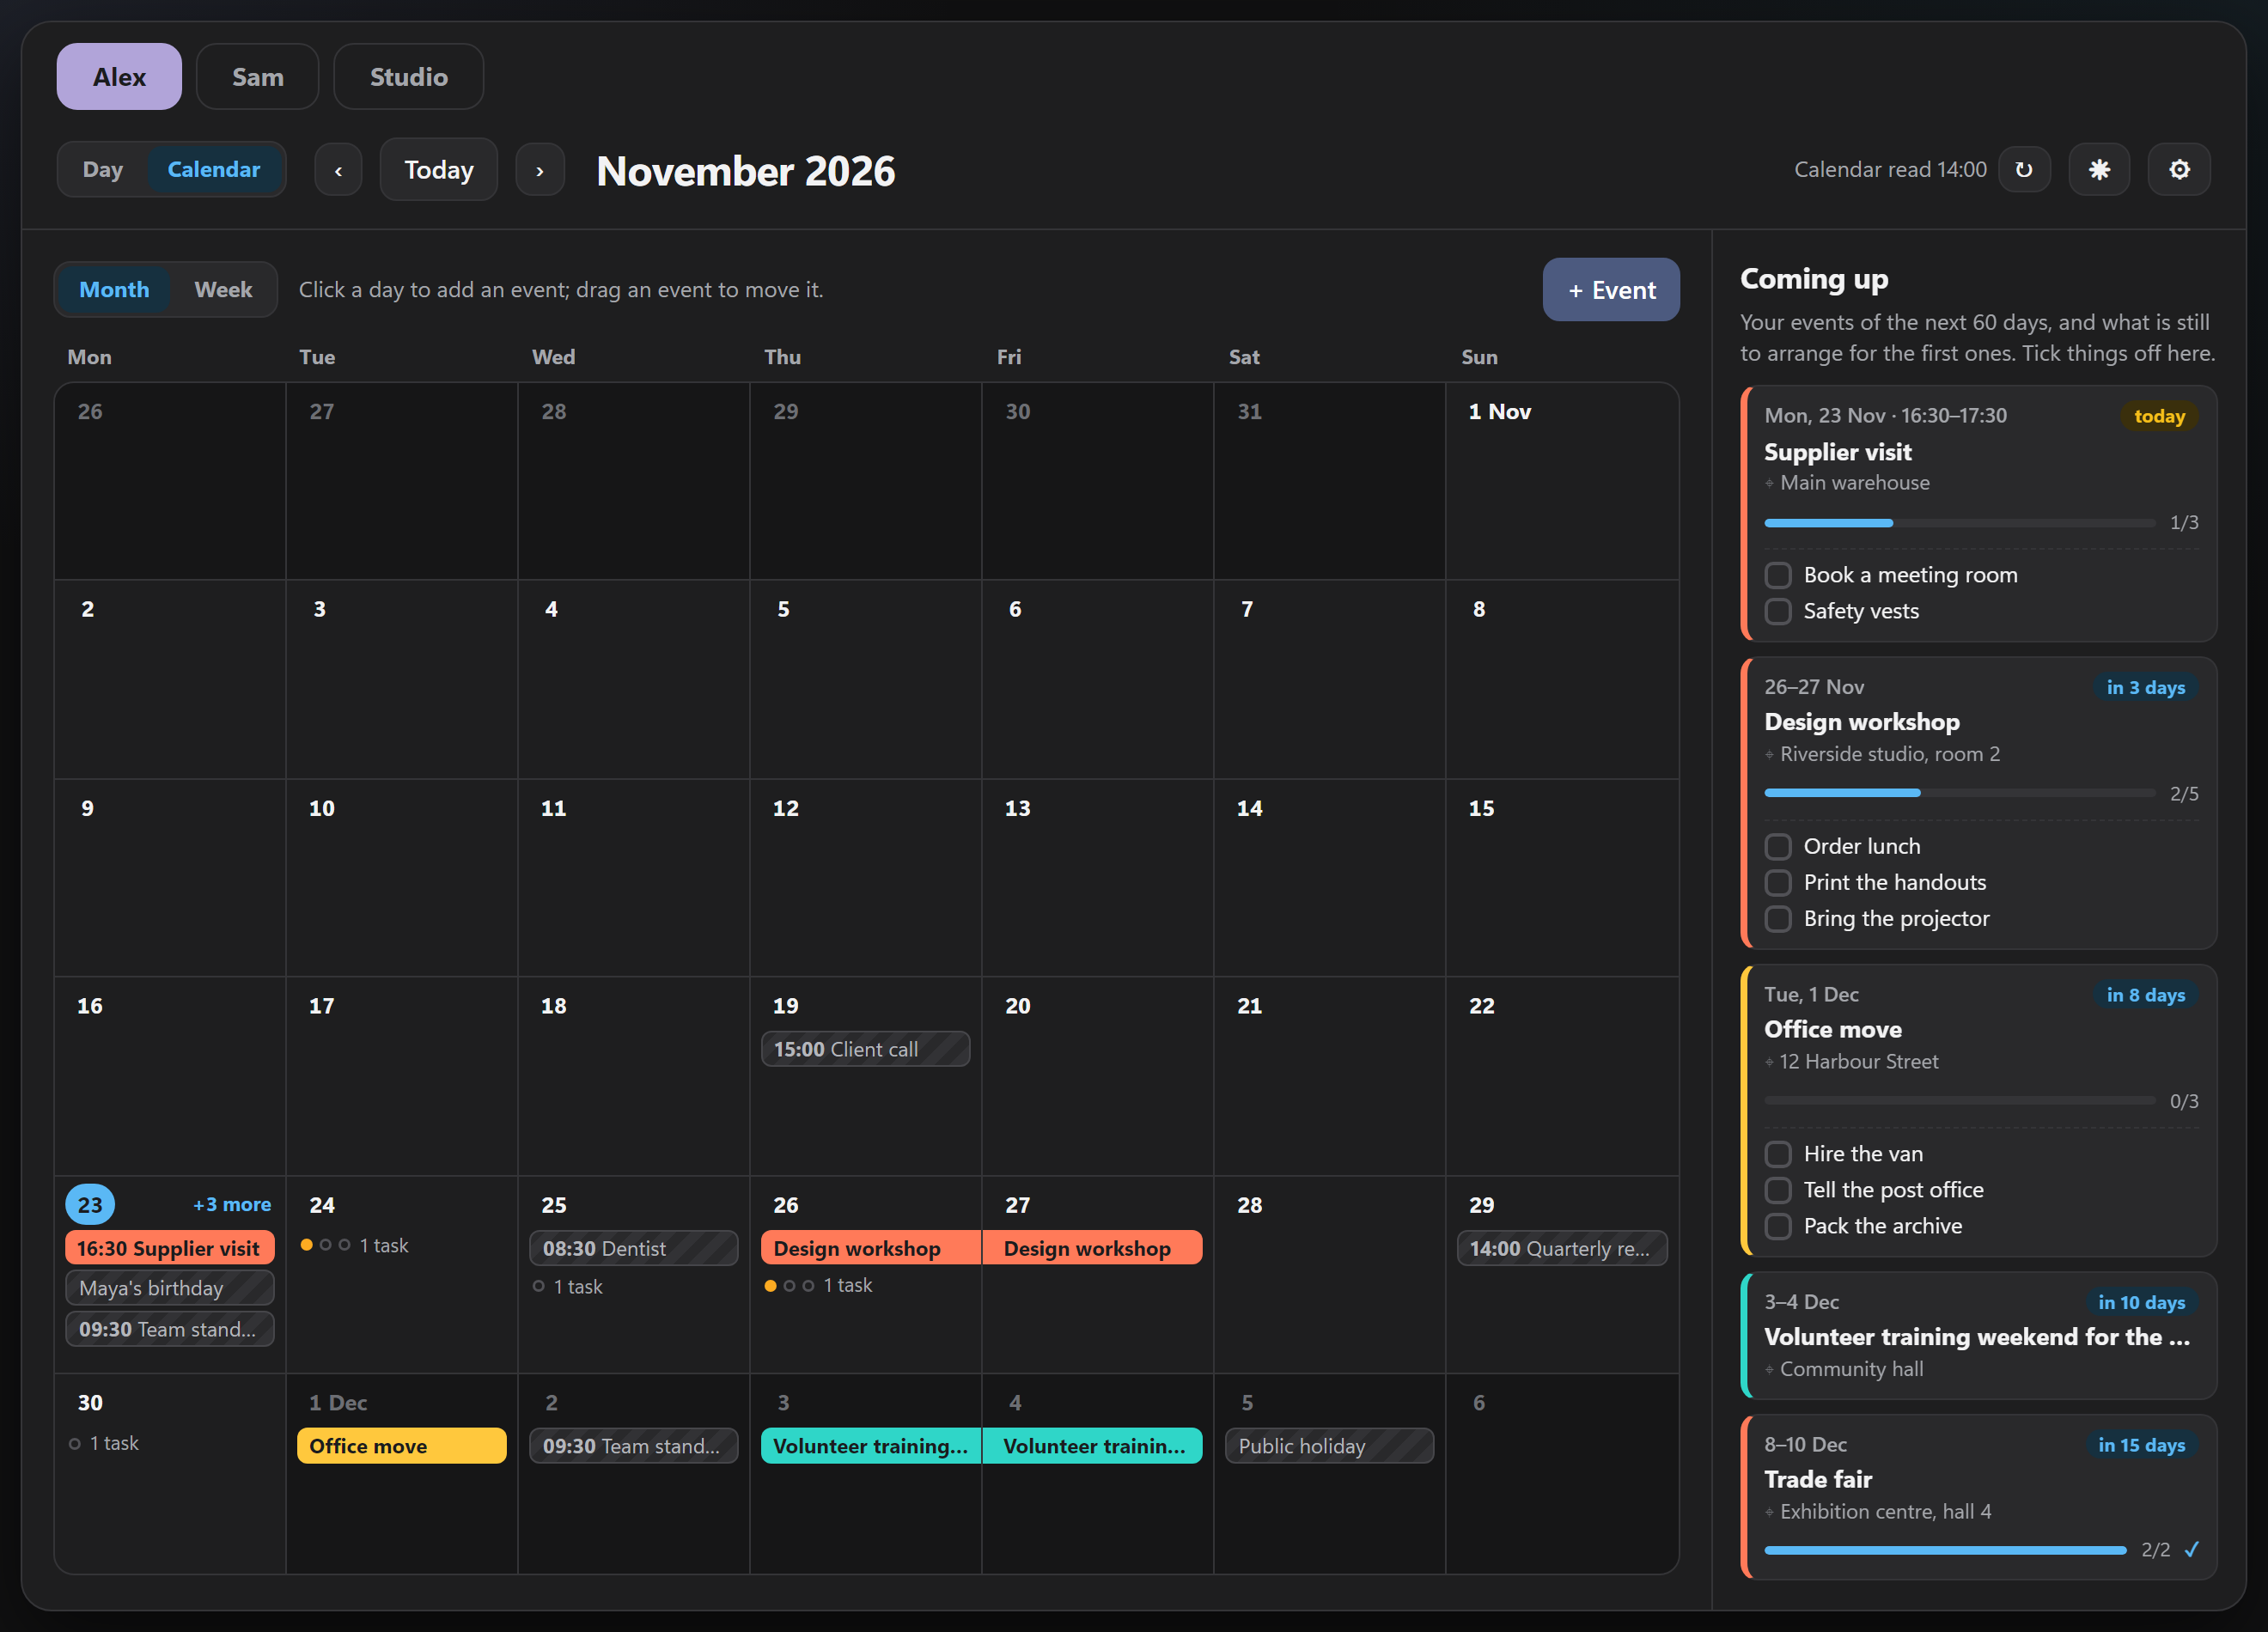 Alex Sam Studio
Day Calendar ‹ Today › November 2026 Calendar read 14:00
Month Week Click a day to add an event; drag an event to move it. + Event
Mon Tue Wed Thu Fri Sat Sun
26 27 28 29 30 31 1 Nov
2 3 4 5 6 7 8
9 10 11 12 13 14 15
16 17 18 19 20 21 22
15:00 Client call
23 +3 more 24 25 26 27 28 29
16:30 Supplier visit 1 task 08:30 Dentist Design workshop Design workshop 14:00 Quarterly re...
Maya's birthday 1 task 1 task
09:30 Team stand...
30 1 Dec 2 3 4 5 6
1 task Office move 09:30 Team stand... Volunteer training... Volunteer trainin... Public holiday
Coming up
Your events of the next 60 days, and what is still
to arrange for the first ones. Tick things off here.
Mon, 23 Nov · 16:30–17:30 today
Supplier visit
Main warehouse
1/3
Book a meeting room
Safety vests
26–27 Nov in 3 days
Design workshop
Riverside studio, room 2
2/5
Order lunch
Print the handouts
Bring the projector
Tue, 1 Dec in 8 days
Office move
12 Harbour Street
0/3
Hire the van
Tell the post office
Pack the archive
3–4 Dec in 10 days
Volunteer training weekend for the ...
Community hall
8–10 Dec in 15 days
Trade fair
Exhibition centre, hall 4
2/2 ✓